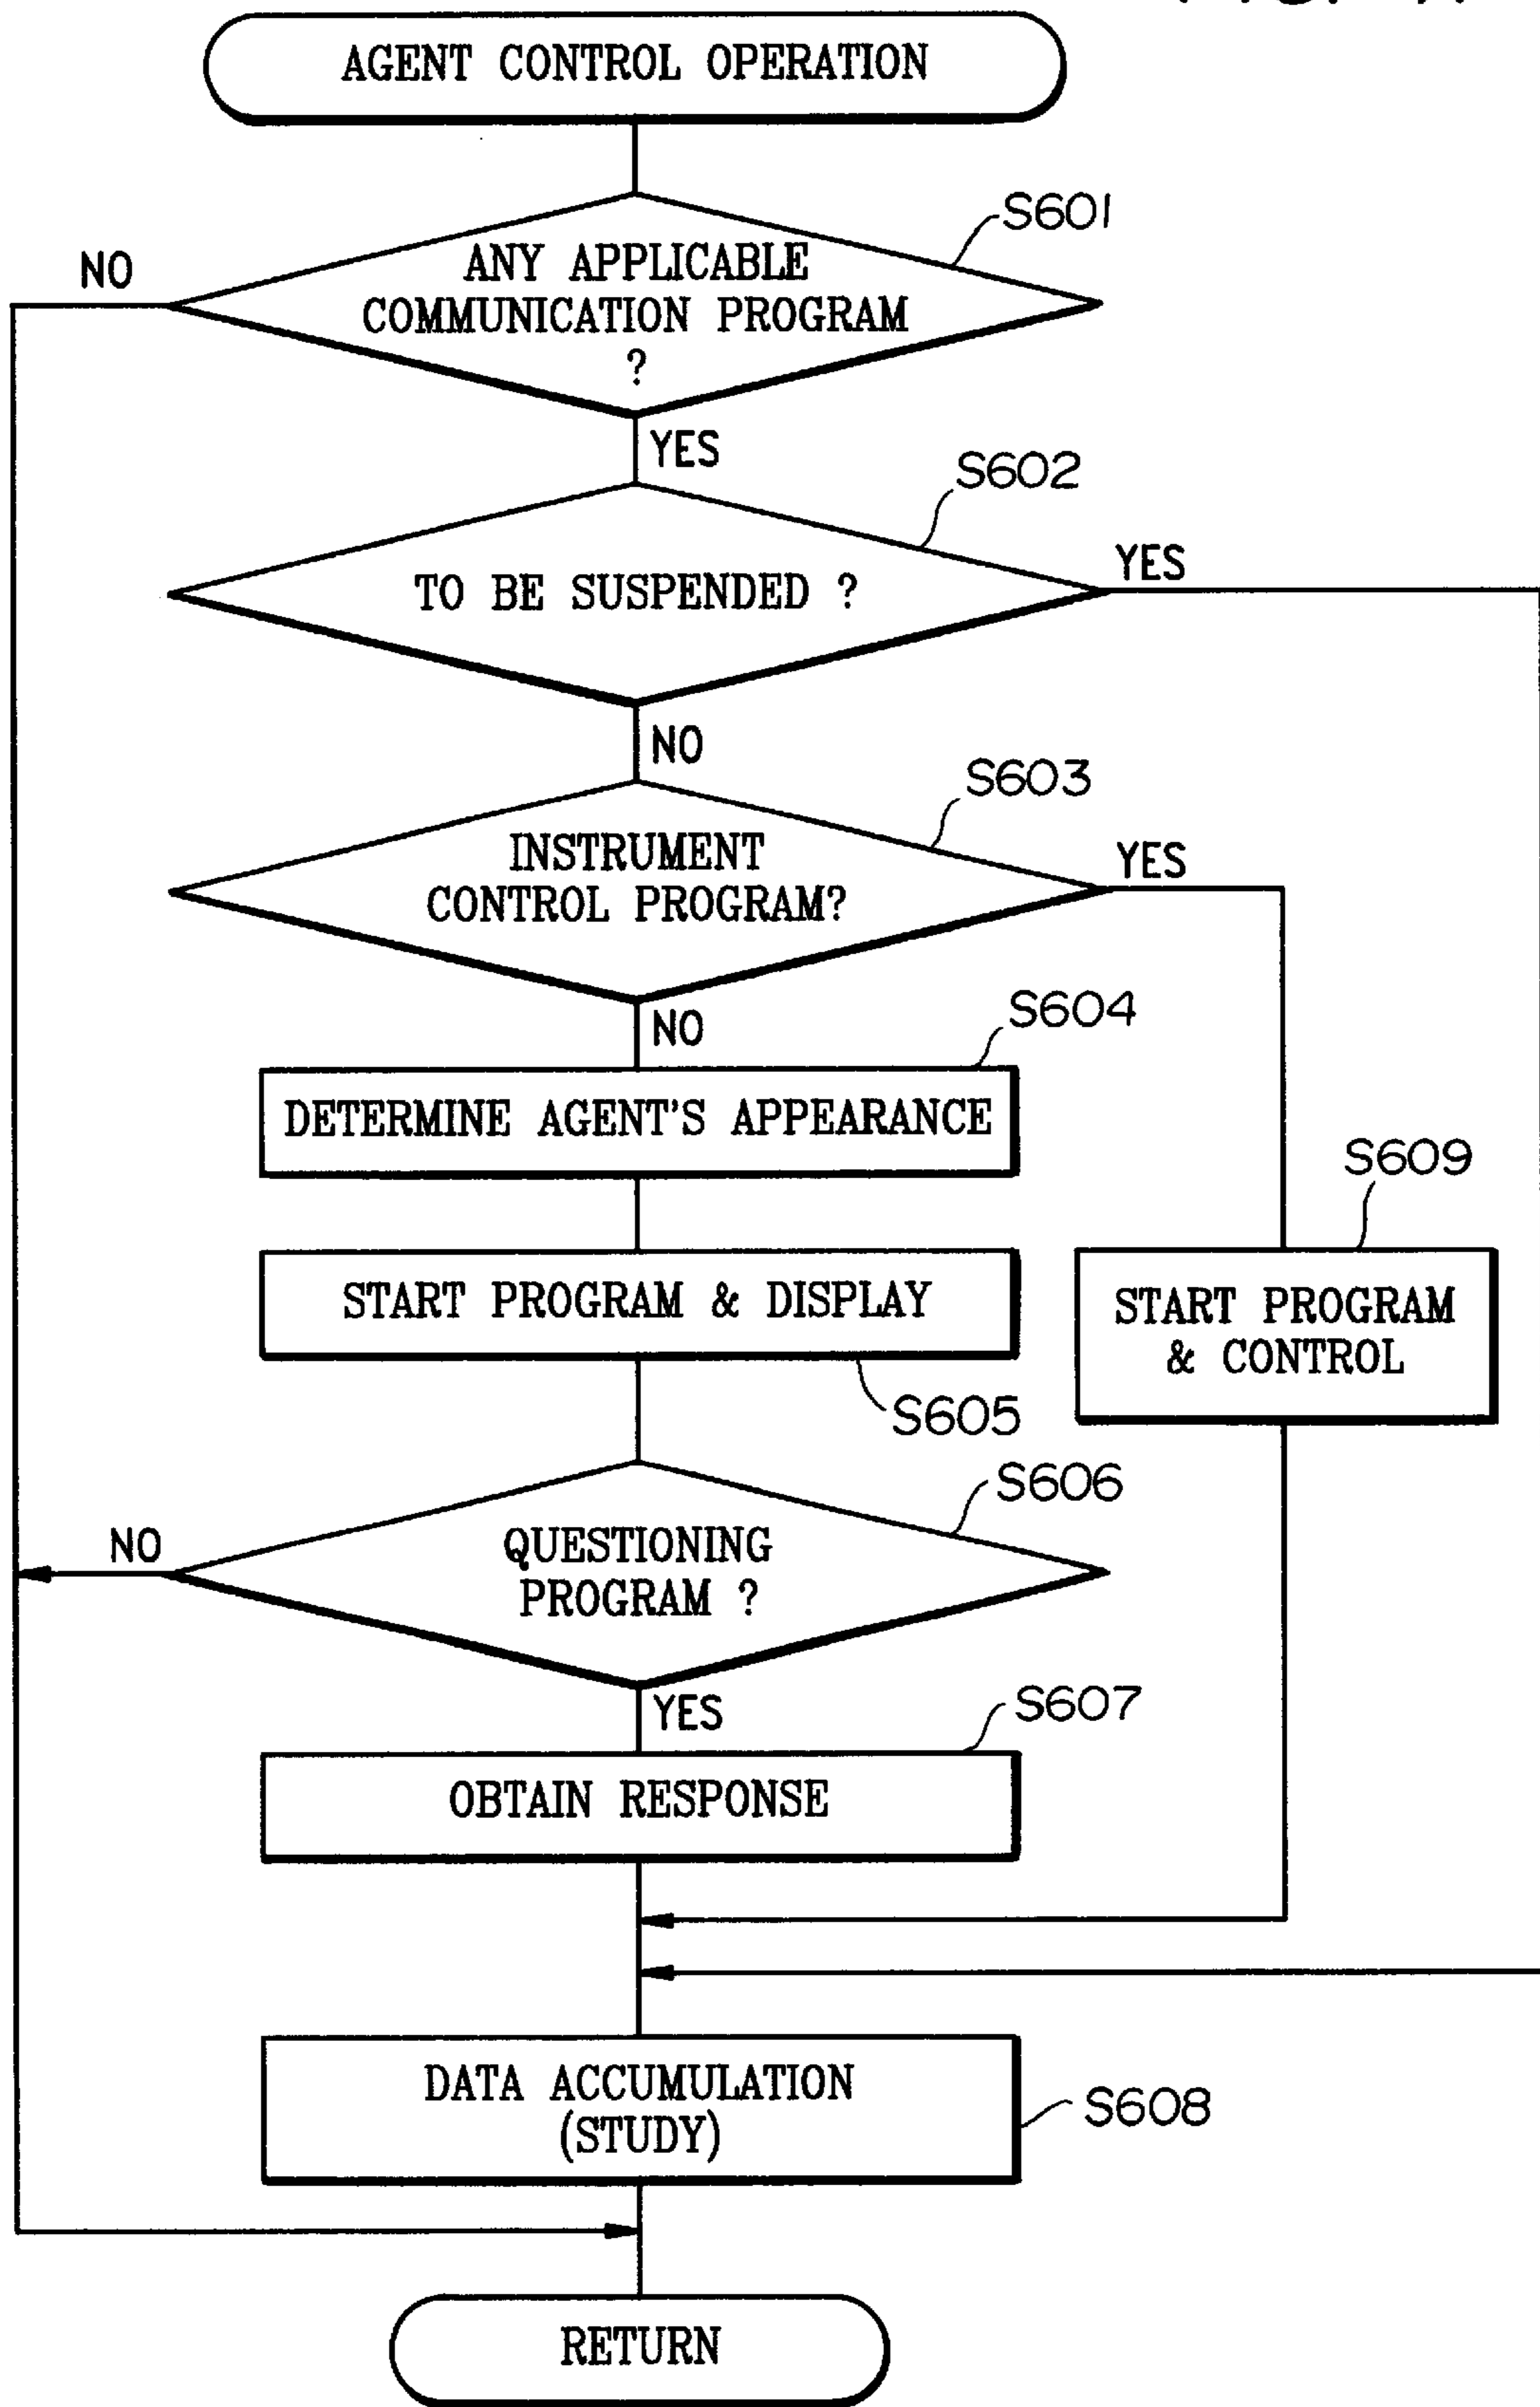 AGENT CONTROL OPERATION
S601
NO
ANY APPLICABLE
COMMUNICATION PROGRAM
?
YES
S602
YES
TO BE SUSPENDED ?
NO
S603
YES
INSTRUMENT
CONTROL PROGRAM?
NO
S604
DETERMINE AGENT'S APPEARANCE
S609
START PROGRAM & DISPLAY
START PROGRAM
& CONTROL
S605
S606
NO
QUESTIONING
PROGRAM ?
YES
S607
OBTAIN RESPONSE
DATA ACCUMULATION
(STUDY)
S608
RETURN